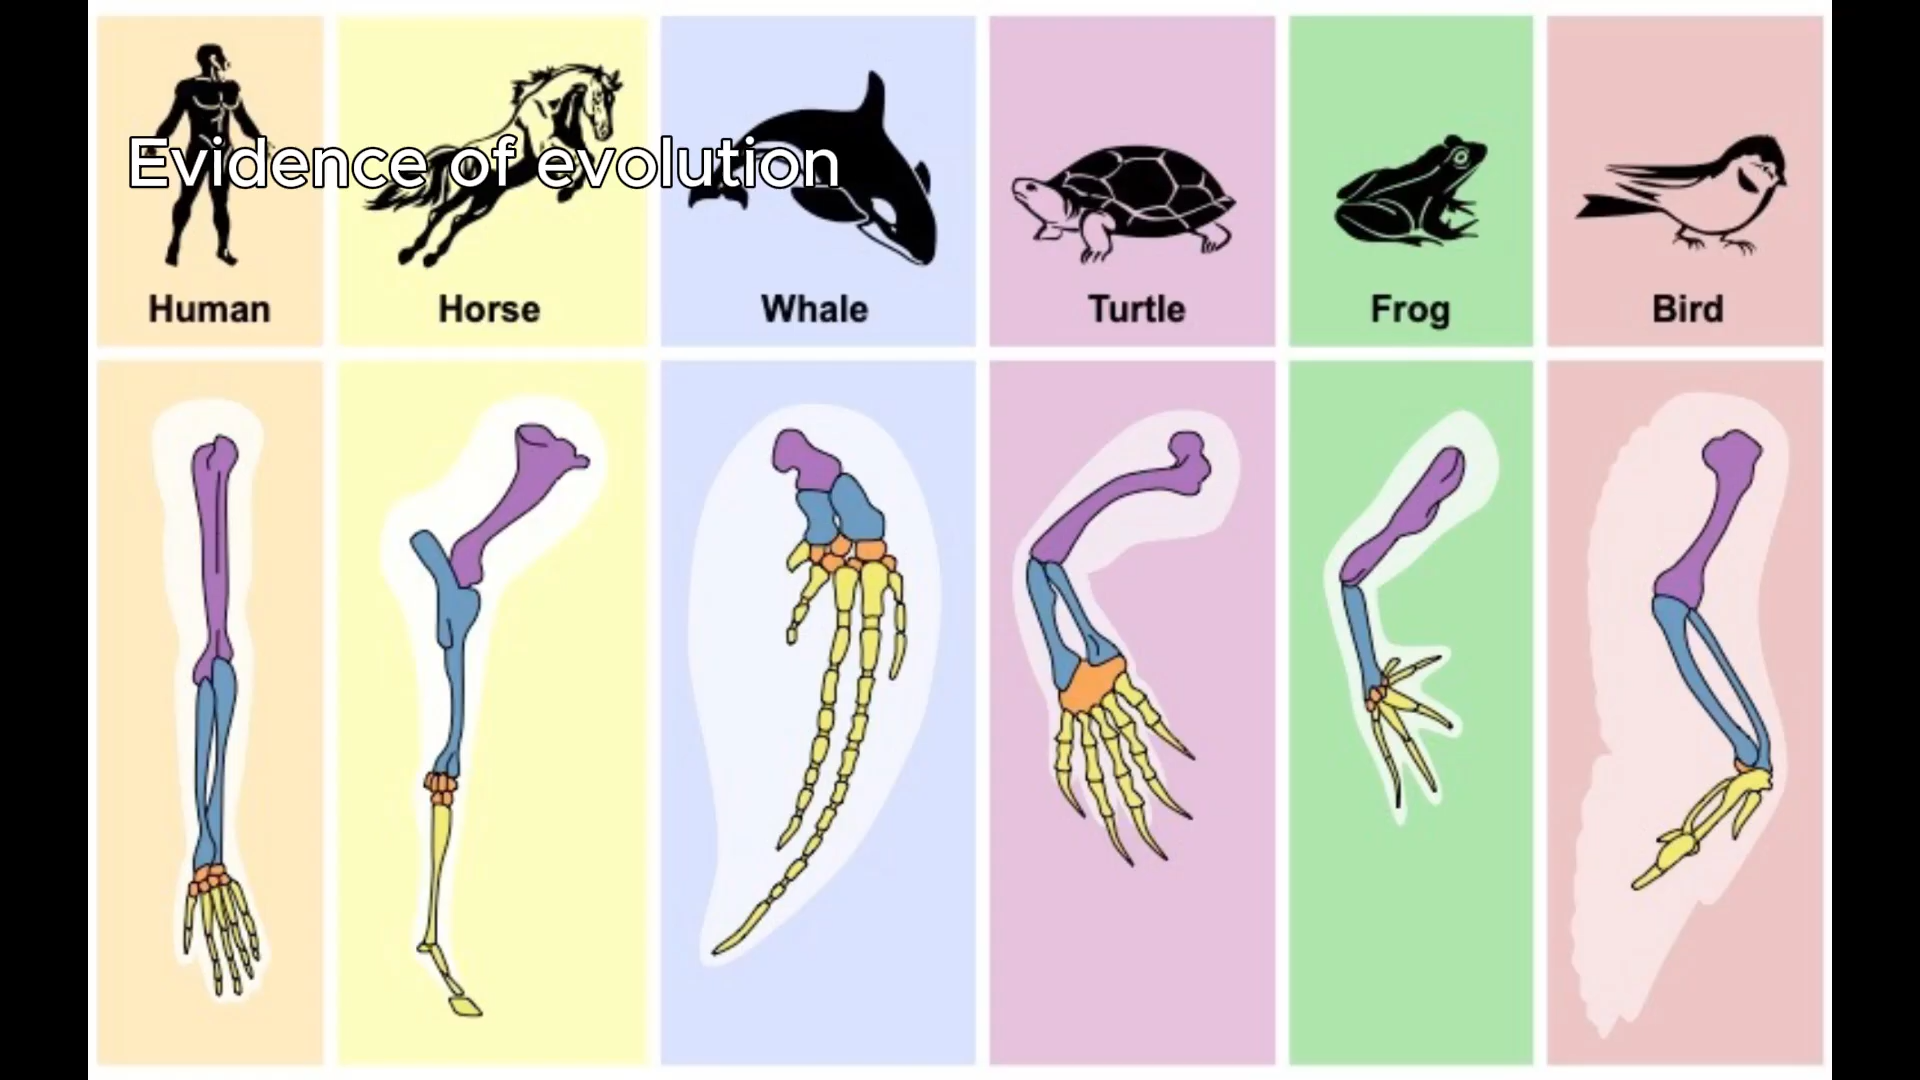 Evidence of evolution
Human
Horse
Whale
Turtle
Frog
Bird